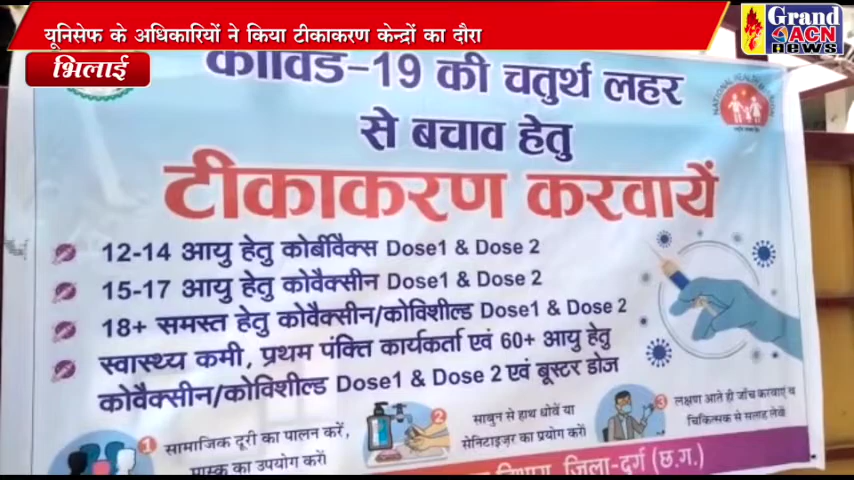 यूनिसेफ के अधिकारियों ने किया टीकाकरण केन्द्रों का दौरा
Grand
ACN
news
भिलाई
कोविड-19 की चतुर्थ लहर
से बचाव हेतु
टीकाकरण करवायें
12-14 आयु हेतु कोर्बीवैक्स Dose1 & Dose 2
15-17 आयु हेतु कोवैक्सीन Dose1 & Dose 2
18+ समस्त हेतु कोवैक्सीन/कोविशील्ड Dose1 & Dose 2
स्वास्थ्य कर्मी, प्रथम पंक्ति कार्यकर्ता एवं 60+ आयु हेतु
कोवैक्सीन/कोविशील्ड Dose1 & Dose 2 एवं बूस्टर डोज
1 सामाजिक दूरी का पालन करें,
मास्क का उपयोग करों
2 साबुन से हाथ धोवें या
सेनिटाइज़र का प्रयोग करों
3 लक्षण आते ही जाँच करवाएं व
चिकित्सक से सलाह लेवें
विभाग, जिला-दुर्ग (छ.ग.)